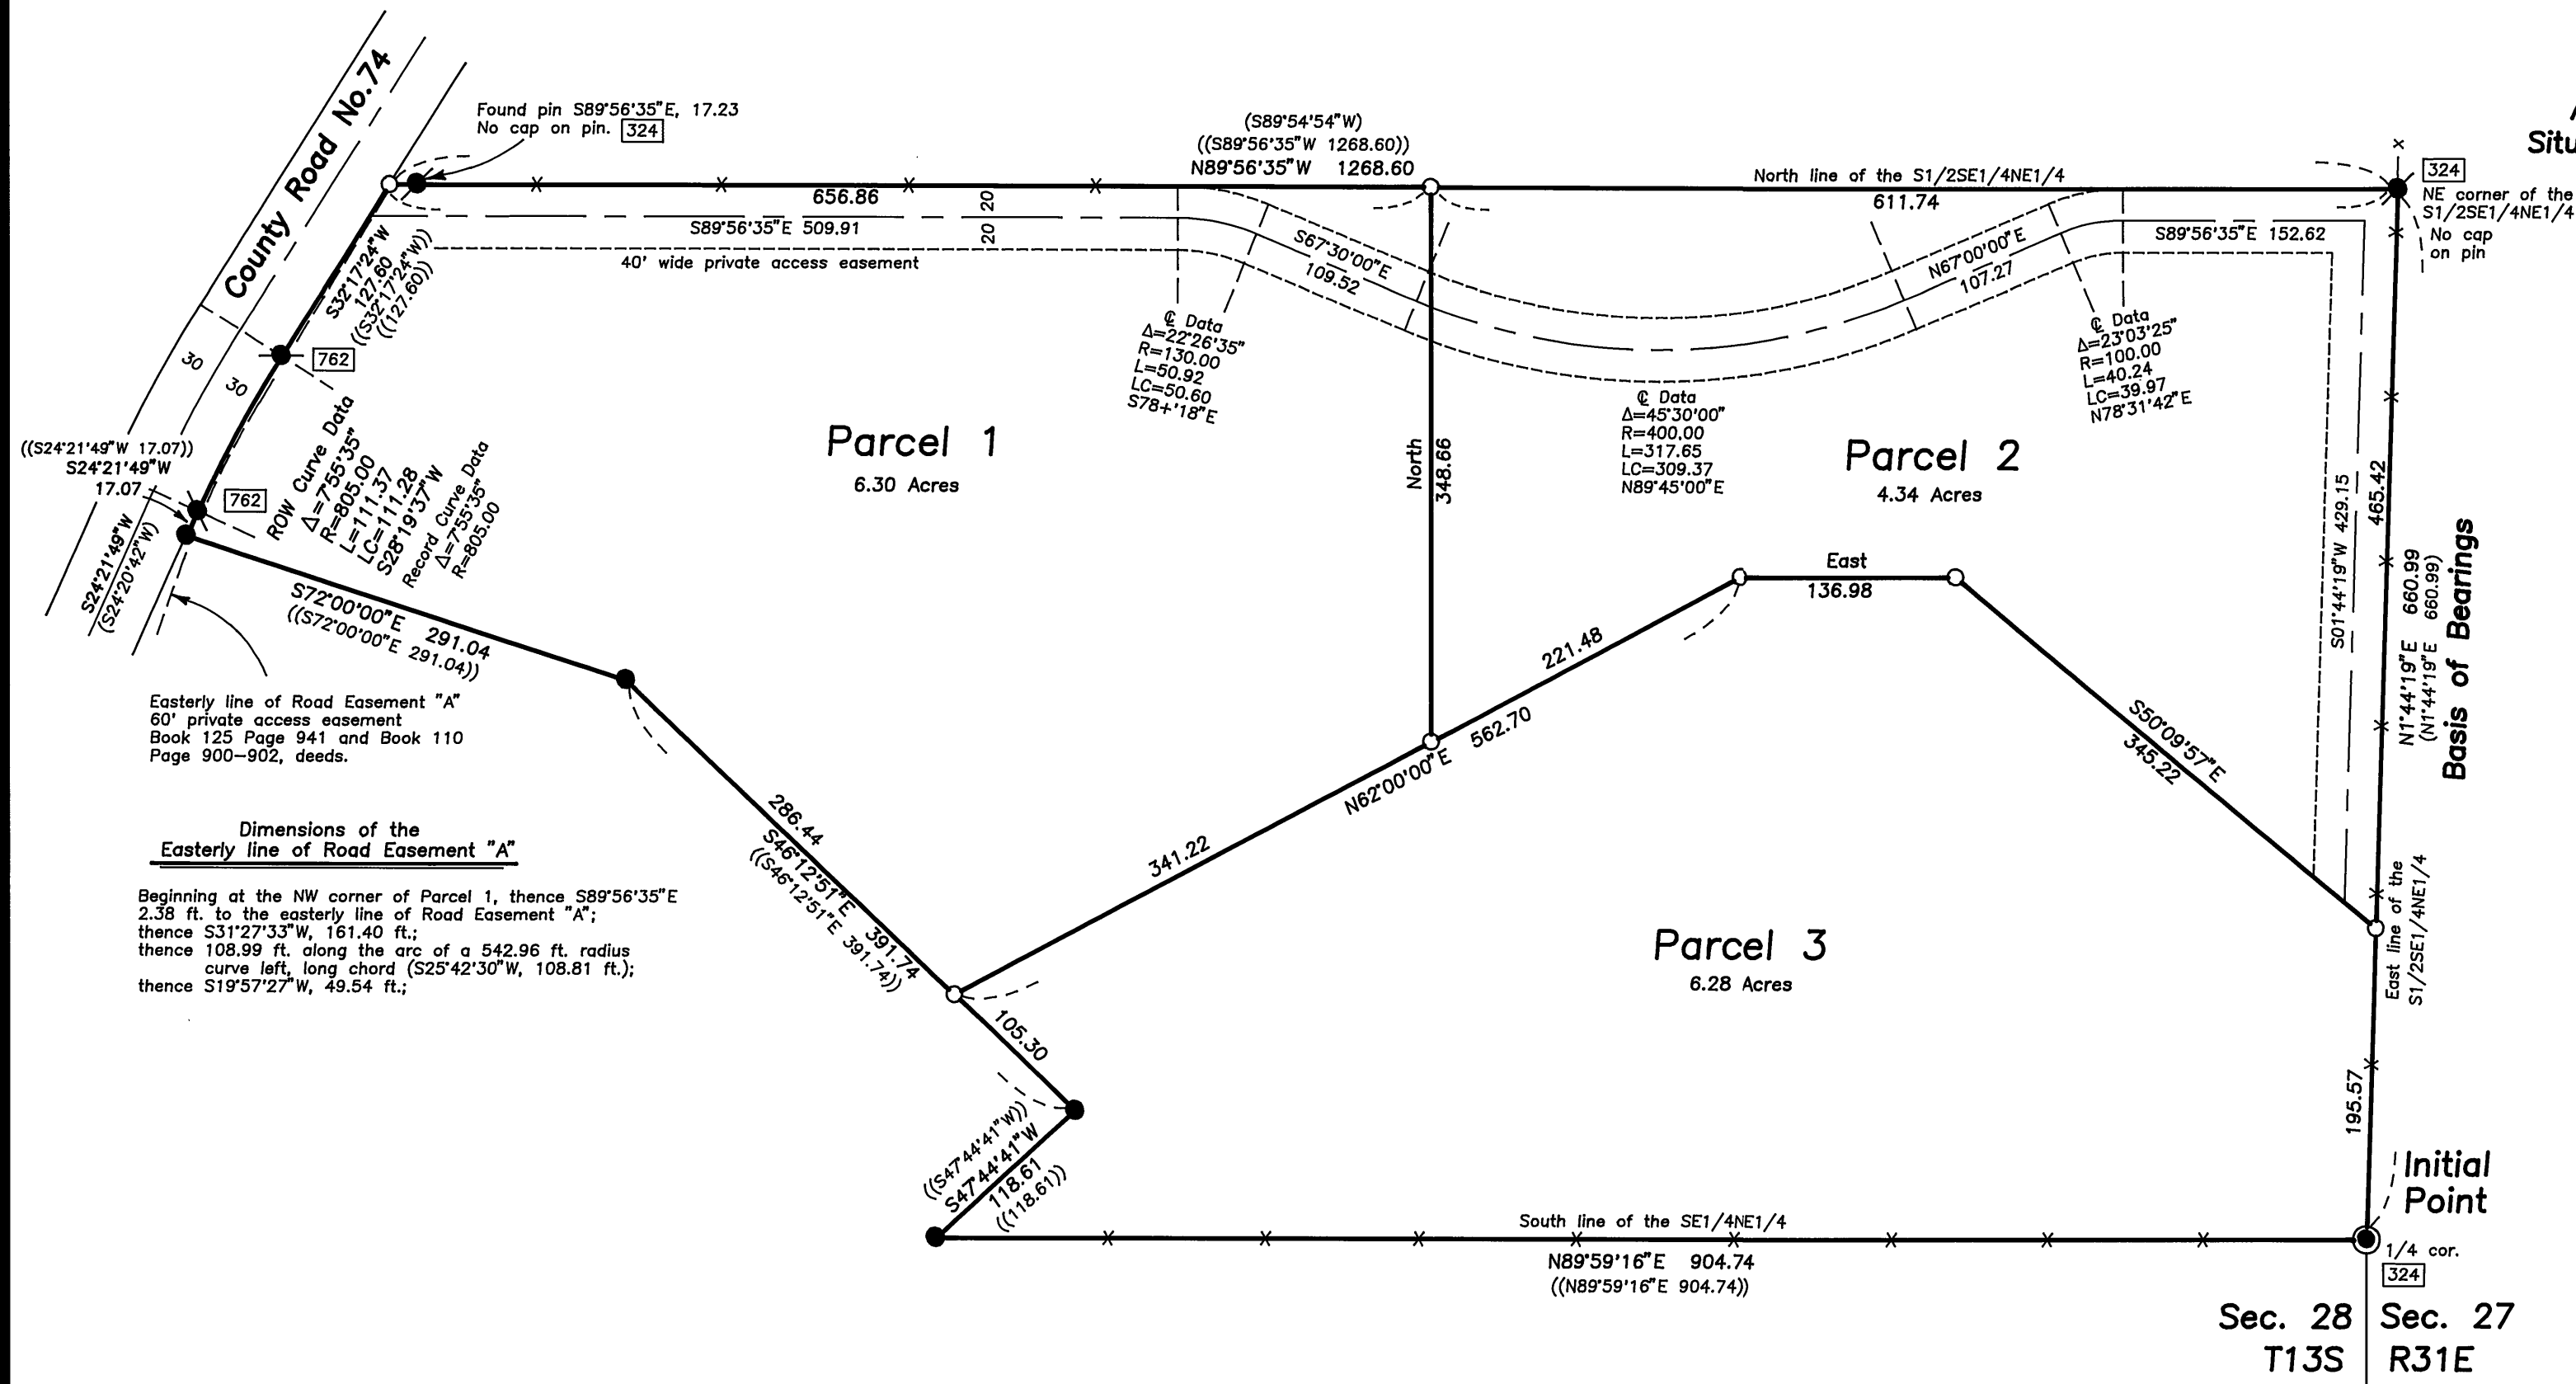 County Road No.74
Found pin S89°56'35"E, 17.23
No cap on pin. 324
(S89°54'54"W)
((S89°56'35"W 1268.60))
N89°56'35"W 1268.60
North line of the S1/2SE1/4NE1/4
656.86
611.74
Situ
324
NE corner of the
S1/2SE1/4NE1/4
No cap
on pin
20
20
S89°56'35"E 509.91
40' wide private access easement
S67°30'00"E
109.52
N67°00'00"E
107.27
S89°56'35"E 152.62
S32°17'24"W
127.60
((S32°17'24"W))
((127.60))
762
30
30
℄ Data
Δ=22°26'35"
R=130.00
L=50.92
LC=50.60
S78+'18"E
℄ Data
Δ=45°30'00"
R=400.00
L=317.65
LC=309.37
N89°45'00"E
℄ Data
Δ=23°03'25"
R=100.00
L=40.24
LC=39.97
N78°31'42"E
Parcel 1
6.30 Acres
North
348.66
Parcel 2
4.34 Acres
((S24°21'49"W 17.07))
S24°21'49"W
17.07
762
ROW Curve Data
Δ=7°55'35"
R=805.00
L=111.37
LC=111.28
S28°19'37"W
Record Curve Data
Δ=7°55'35"
R=805.00
S24°21'49"W
(S24°20'42"W)
S72°00'00"E 291.04
((S72°00'00"E 291.04))
East
136.98
221.48
562.70
N62°00'00"E
341.22
S50°09'57"E
345.22
S01°44'19"W 429.15
465.42
N1°44'19"E 660.99
(N1°44'19"E 660.99)
Basis of Bearings
East line of the
S1/2SE1/4NE1/4
Easterly line of Road Easement "A"
60' private access easement
Book 125 Page 941 and Book 110
Page 900-902, deeds.
Dimensions of the
Easterly line of Road Easement "A"
Beginning at the NW corner of Parcel 1, thence S89°56'35"E
2.38 ft. to the easterly line of Road Easement "A";
thence S31°27'33"W, 161.40 ft.;
thence 108.99 ft. along the arc of a 542.96 ft. radius
curve left, long chord (S25°42'30"W, 108.81 ft.);
thence S19°57'27"W, 49.54 ft.;
286.44
S46°12'51"E 391.74
((S46°12'51"E 391.74))
105.30
Parcel 3
6.28 Acres
((S47°44'41"W))
S47°44'41"W
118.61
((118.61))
South line of the SE1/4NE1/4
N89°59'16"E 904.74
((N89°59'16"E 904.74))
195.57
Initial
Point
1/4 cor.
324
Sec. 28 Sec. 27
T13S R31E